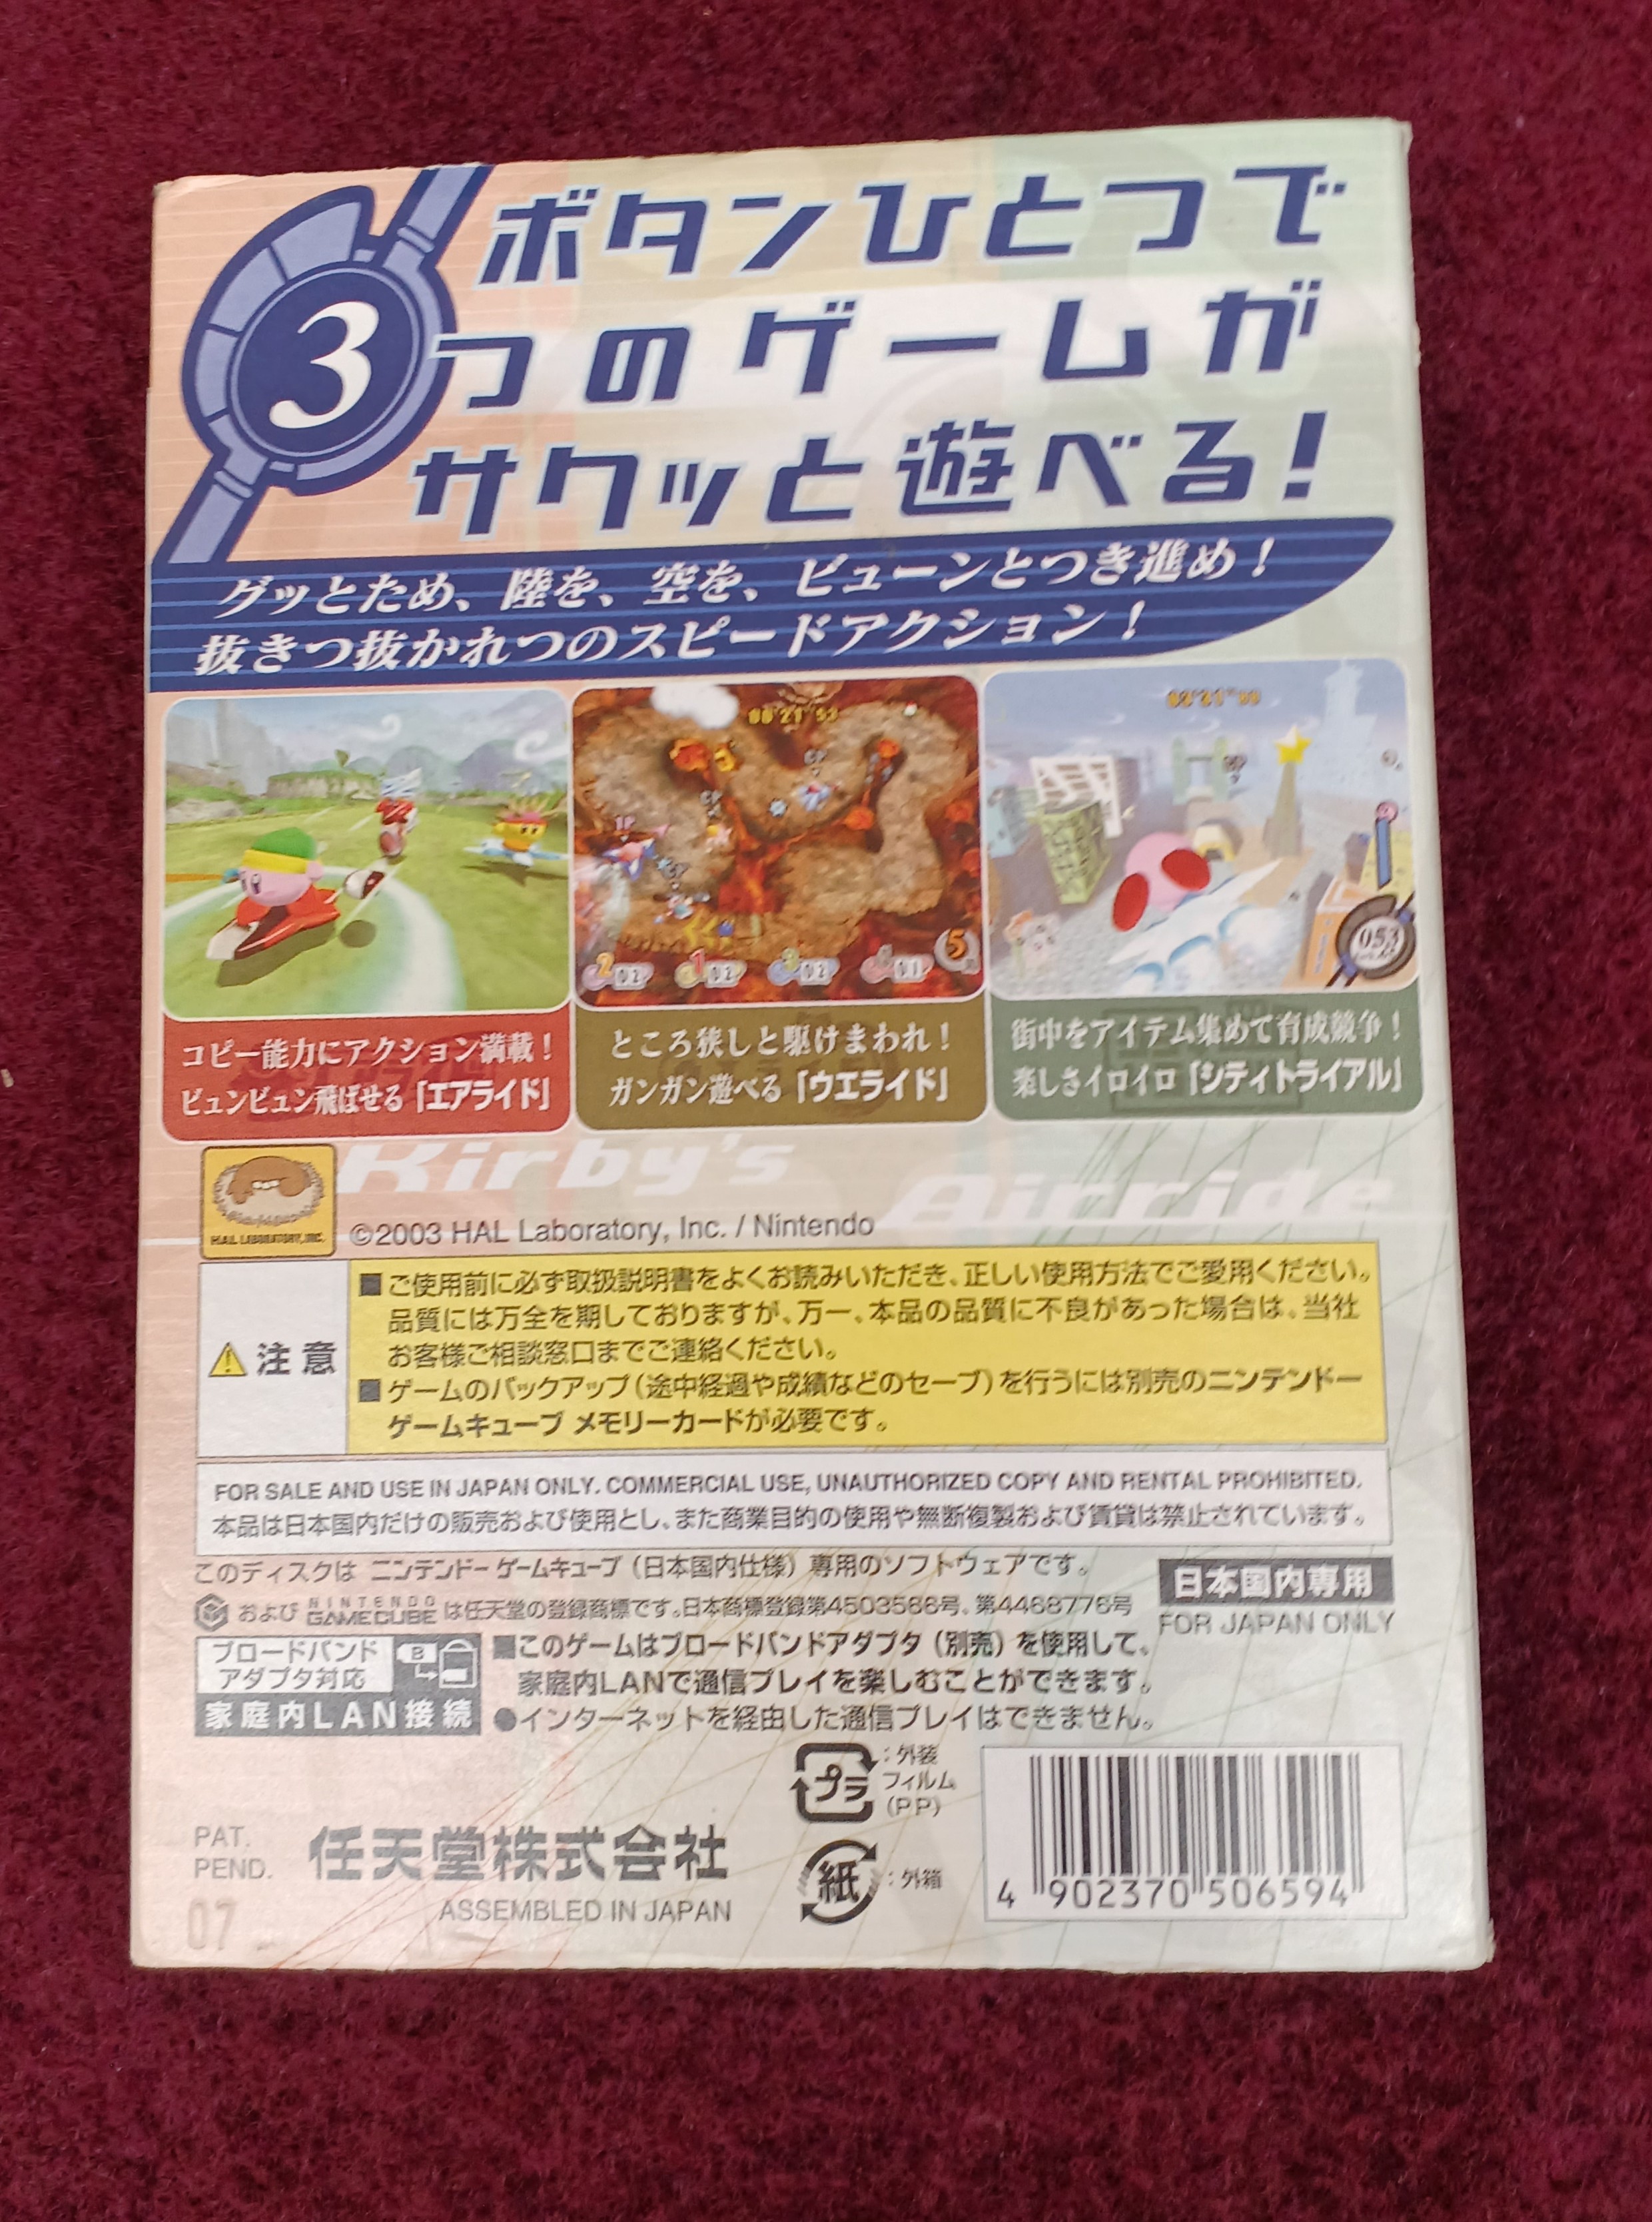 ボタンひとつで
3つのゲームが
サクッと遊べる!
グッとため、陸を、空を、ビューンとつき進め!
抜きつ抜かれつのスピードアクション!
00'21"53
CP
CP
1P
CP
2 02
1 02
3 02
4 01
5
CP
053
コピー能力にアクション満載!
ビュンビュン飛ばせる「エアライド」
ところ狭しと駆けまわれ!
ガンガン遊べる「ウエライド」
街中をアイテム集めて育成競争!
楽しさイロイロ「シティトライアル」
Kirby's Airride
HAL LABORATORY, INC.
©2003 HAL Laboratory, Inc. / Nintendo
注意
■ご使用前に必ず取扱説明書をよくお読みいただき、正しい使用方法でご愛用ください。
品質には万全を期しておりますが、万一、本品の品質に不良があった場合は、当社
お客様ご相談窓口までご連絡ください。
■ゲームのバックアップ(途中経過や成績などのセーブ)を行うには別売のニンテンドー
ゲームキューブ メモリーカードが必要です。
FOR SALE AND USE IN JAPAN ONLY. COMMERCIAL USE, UNAUTHORIZED COPY AND RENTAL PROHIBITED.
本品は日本国内だけの販売および使用とし、また商業目的の使用や無断複製および賃貸は禁止されています。
このディスクは ニンテンドー ゲームキューブ(日本国内仕様)専用のソフトウェアです。
および NINTENDO GAMECUBE は任天堂の登録商標です。日本商標登録第4503566号、第4468776号
日本国内専用
FOR JAPAN ONLY
ブロードバンド
アダプタ対応
B
家庭内LAN接続
■このゲームはブロードバンドアダプタ(別売)を使用して、
家庭内LANで通信プレイを楽しむことができます。
●インターネットを経由した通信プレイはできません。
プラ
:外装
フィルム
(P.P)
紙
:外箱
PAT.
PEND.
任天堂株式会社
ASSEMBLED IN JAPAN
07
4 902370 506594